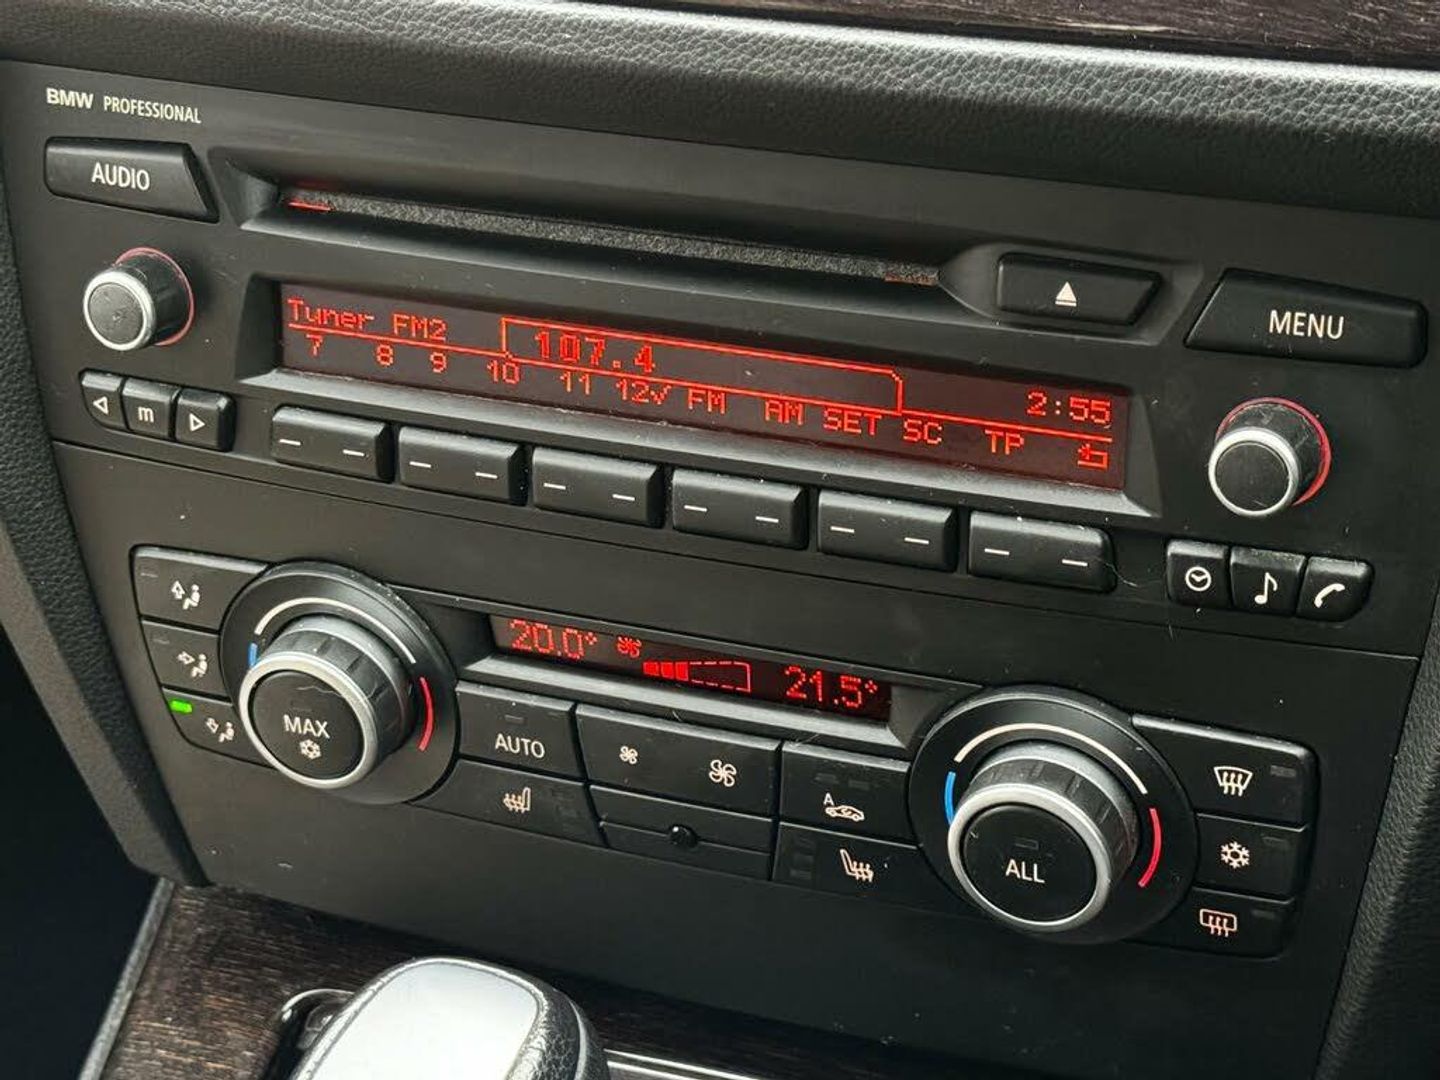 BMW PROFESSIONAL
AUDIO
MENU
Tuner FM2 107.4 2:55
7 8 9 10 11 12✓ FM AM SET SC TP
m
20.0° 21.5°
MAX
AUTO
A
ALL